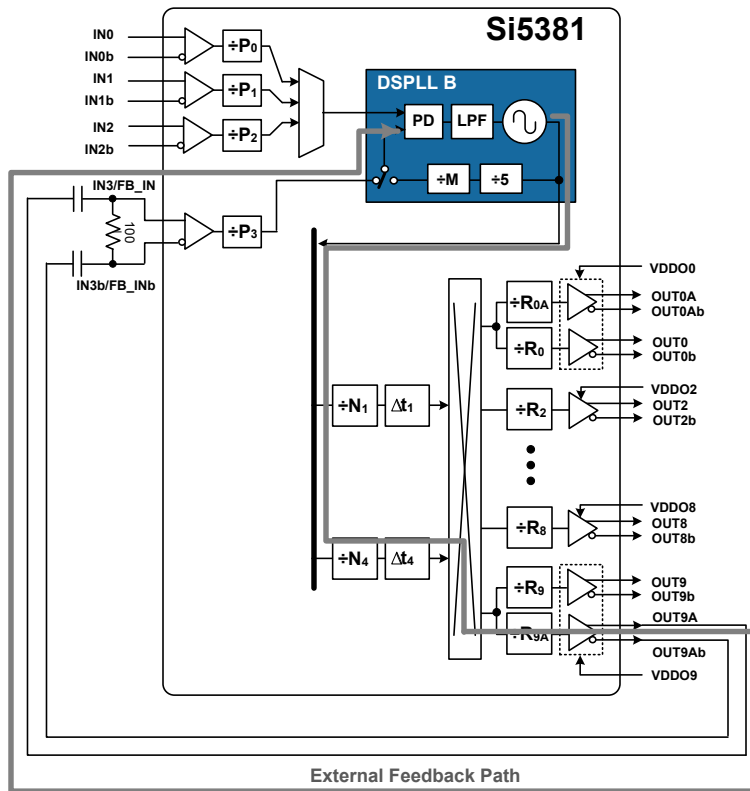 Si5381
IN0
IN0b
÷P0
IN1
IN1b
÷P1
IN2
IN2b
÷P2
DSPLL B
PD
LPF
÷M
÷5
IN3/FB_IN
100
÷P3
IN3b/FB_INb
VDDO0
÷R0A
OUT0A
OUT0Ab
÷R0
OUT0
OUT0b
÷N1
Δt1
VDDO2
÷R2
OUT2
OUT2b
VDDO8
÷R8
OUT8
OUT8b
÷N4
Δt4
÷R9
OUT9
OUT9b
÷R9A
OUT9A
OUT9Ab
VDDO9
External Feedback Path